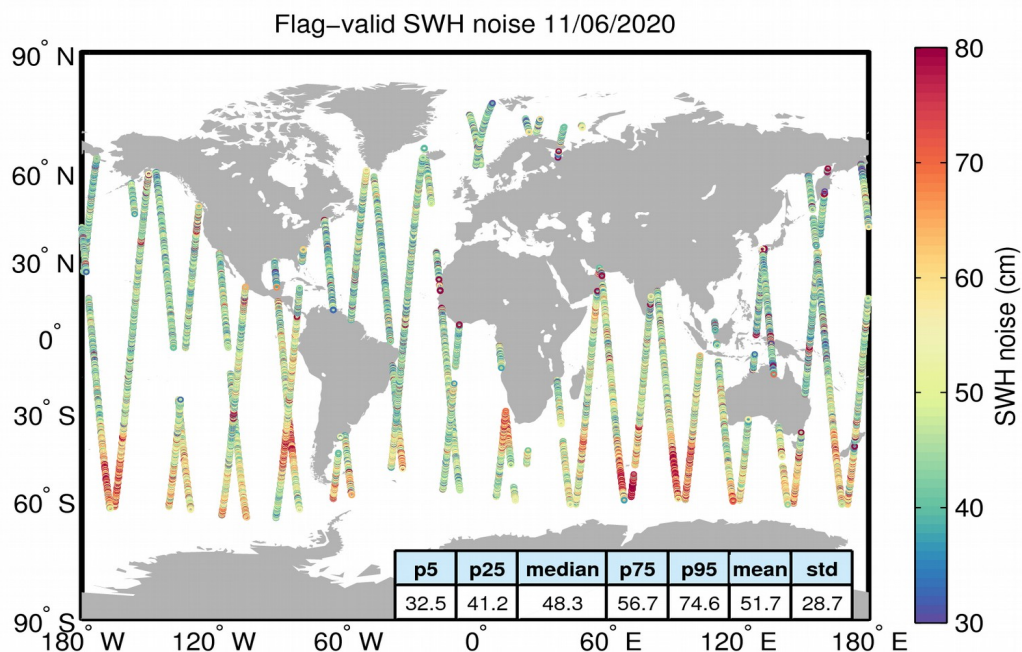 Flag−valid SWH noise 11/06/2020
90° N
60° N
30° N
0°
30° S
60° S
90° S
180° W
120° W
60° W
0°
60° E
120° E
180° E
80
70
60
50
40
30
SWH noise (cm)
p5 p25 median p75 p95 mean std
32.5 41.2 48.3 56.7 74.6 51.7 28.7